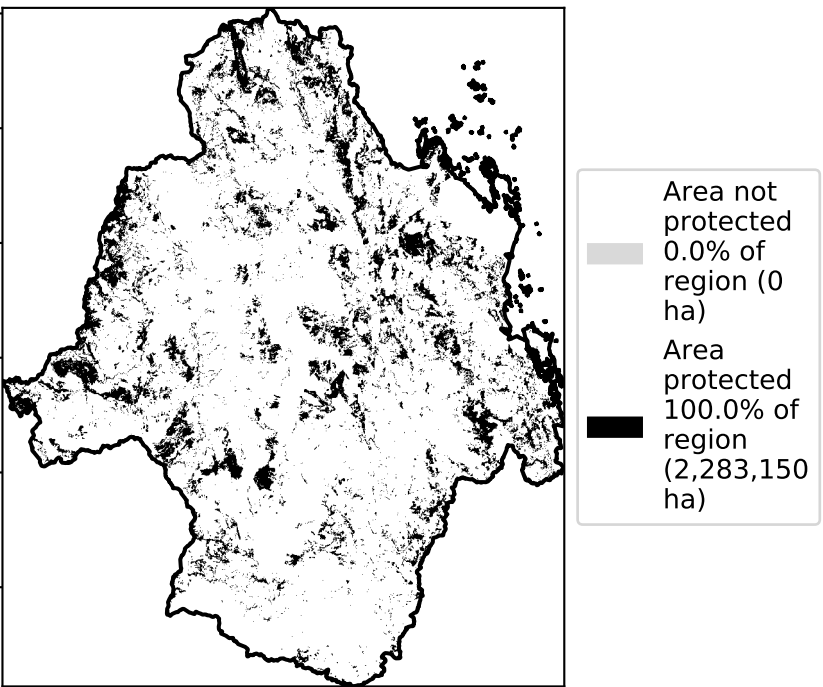 Area not
protected
0.0% of
region (0
ha)
Area
protected
100.0% of
region
(2,283,150
ha)